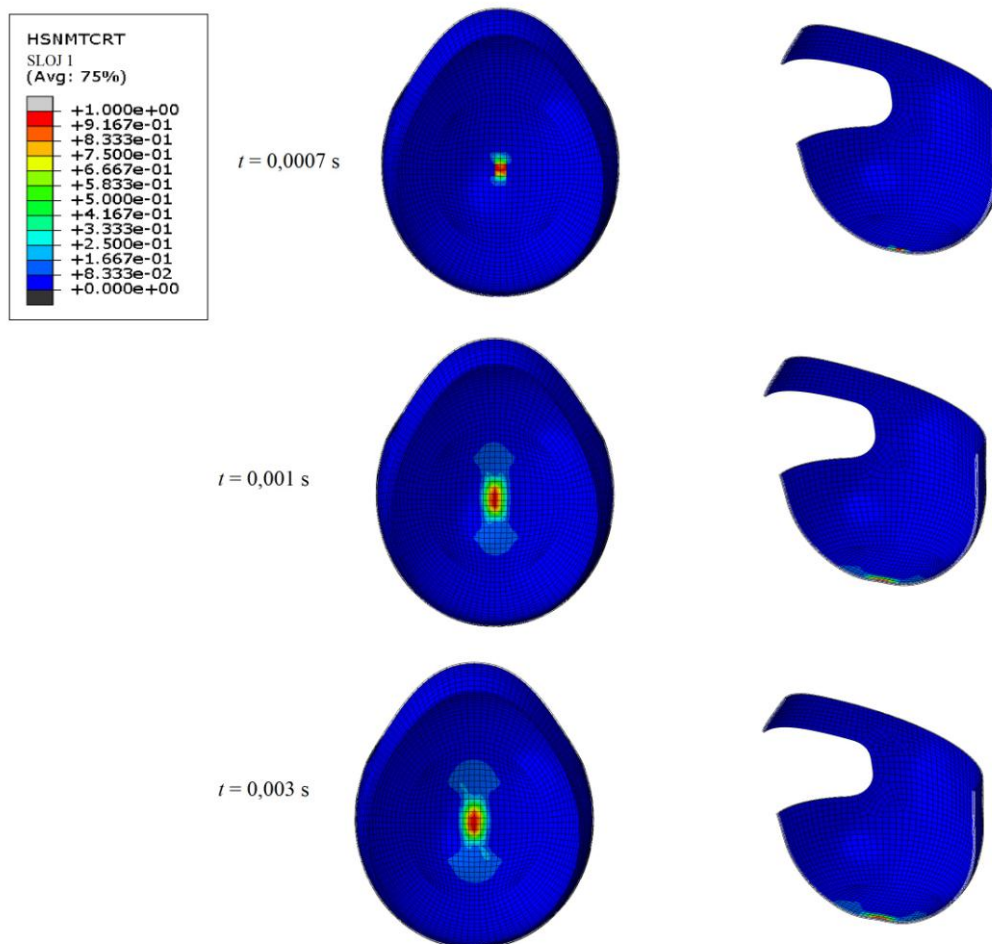 HSNMTCRT
SLOJ 1
(Avg: 75%)
+1.000e+00
+9.167e-01
+8.333e-01
+7.500e-01
+6.667e-01
+5.833e-01
+5.000e-01
+4.167e-01
+3.333e-01
+2.500e-01
+1.667e-01
+8.333e-02
+0.000e+00
t = 0,0007 s
t = 0,001 s
t = 0,003 s